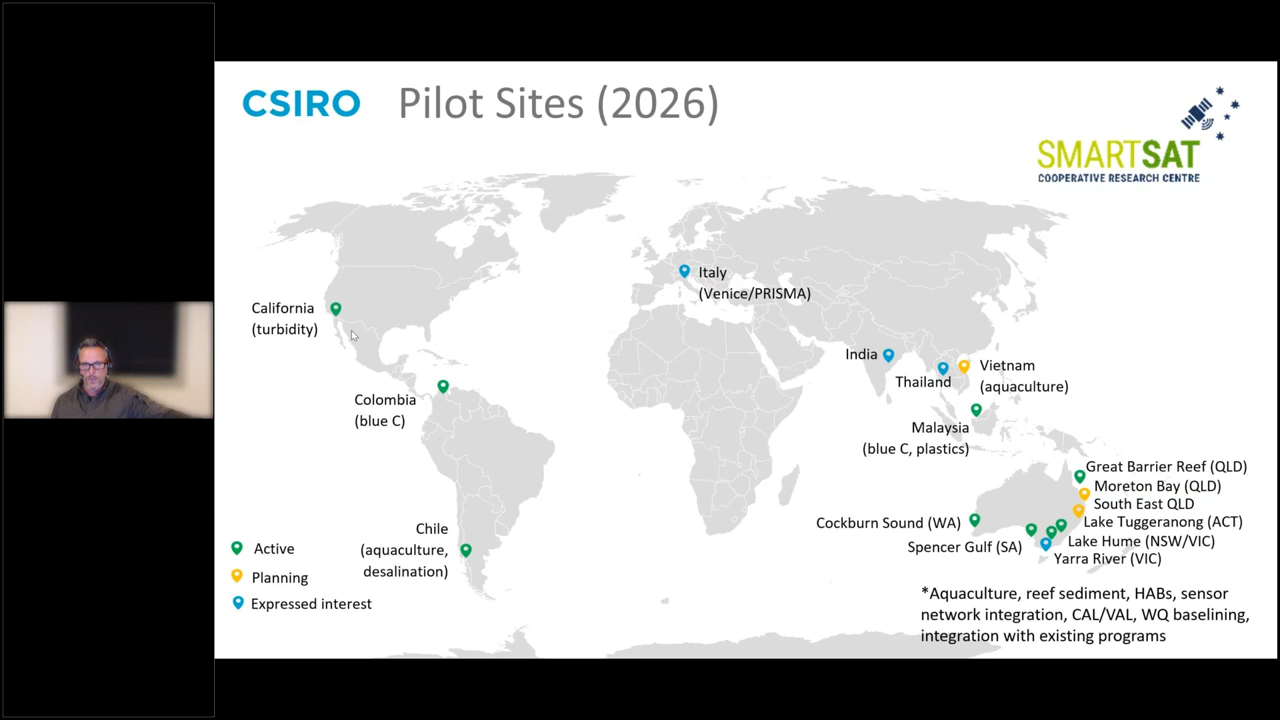 CSIRO Pilot Sites (2026)
SMARTSAT
COOPERATIVE RESEARCH CENTRE
Italy
(Venice/PRISMA)
California
(turbidity)
India
Thailand
Vietnam
(aquaculture)
Colombia
(blue C)
Malaysia
(blue C, plastics)
Great Barrier Reef (QLD)
Moreton Bay (QLD)
South East QLD
Lake Tuggeranong (ACT)
Lake Hume (NSW/VIC)
Yarra River (VIC)
Cockburn Sound (WA)
Spencer Gulf (SA)
Chile
(aquaculture,
desalination)
Active
Planning
Expressed interest
*Aquaculture, reef sediment, HABs, sensor
network integration, CAL/VAL, WQ baselining,
integration with existing programs